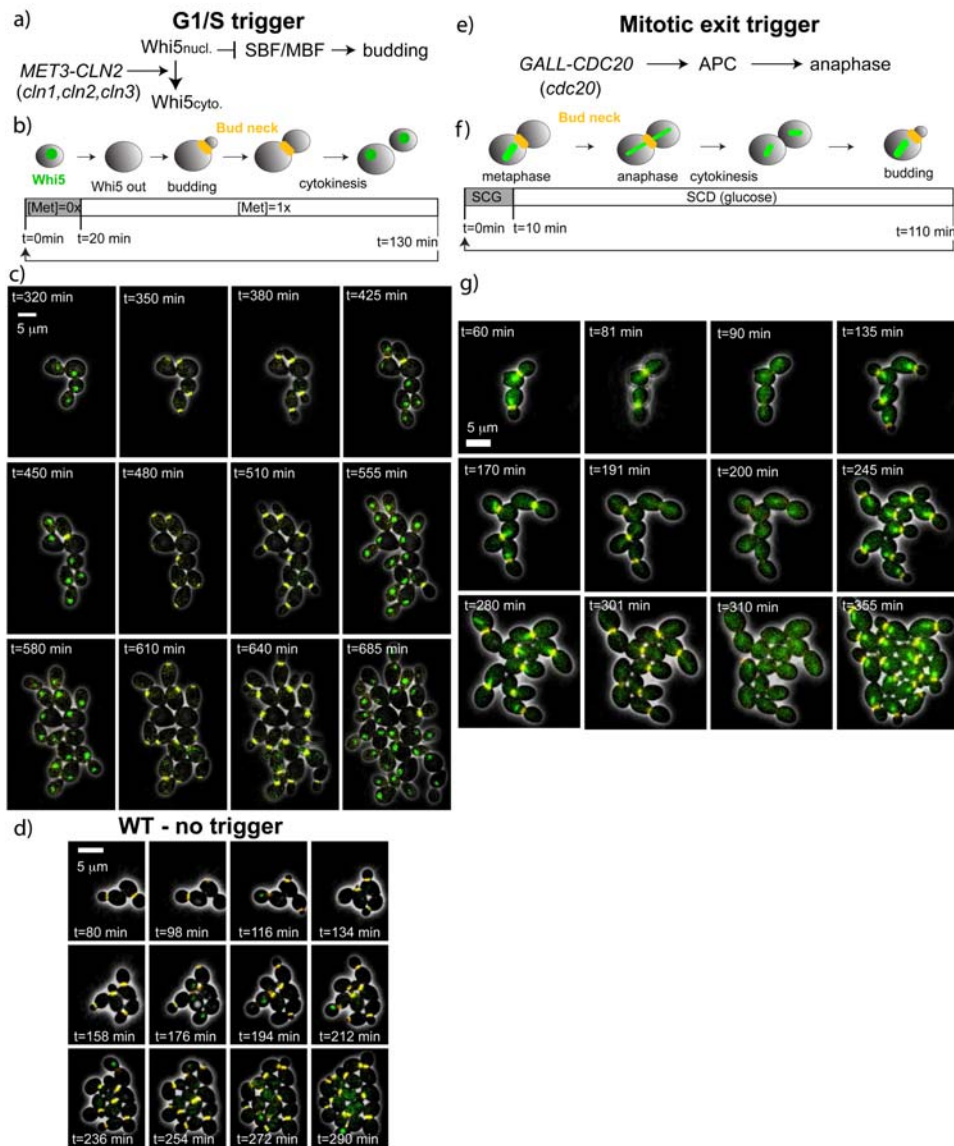 a)
G1/S trigger
Whi5nucl. SBF/MBF budding
MET3-CLN2
(cln1,cln2,cln3)
Whi5cyto.
b)
Bud neck
Whi5
Whi5 out
budding
cytokinesis
[Met]=0x
[Met]=1x
t=0min
t=20 min
t=130 min
c)
t=320 min
t=350 min
t=380 min
t=425 min
5 μm
t=450 min
t=480 min
t=510 min
t=555 min
t=580 min
t=610 min
t=640 min
t=685 min
d)
WT - no trigger
5 μm
t=80 min
t=98 min
t=116 min
t=134 min
t=158 min
t=176 min
t=194 min
t=212 min
t=236 min
t=254 min
t=272 min
t=290 min
e)
Mitotic exit trigger
GALL-CDC20 APC anaphase
(cdc20)
f)
Bud neck
metaphase
anaphase
cytokinesis
budding
SCG
SCD (glucose)
t=0min
t=10 min
t=110 min
g)
t=60 min
t=81 min
t=90 min
t=135 min
5 μm
t=170 min
t=191 min
t=200 min
t=245 min
t=280 min
t=301 min
t=310 min
t=355 min